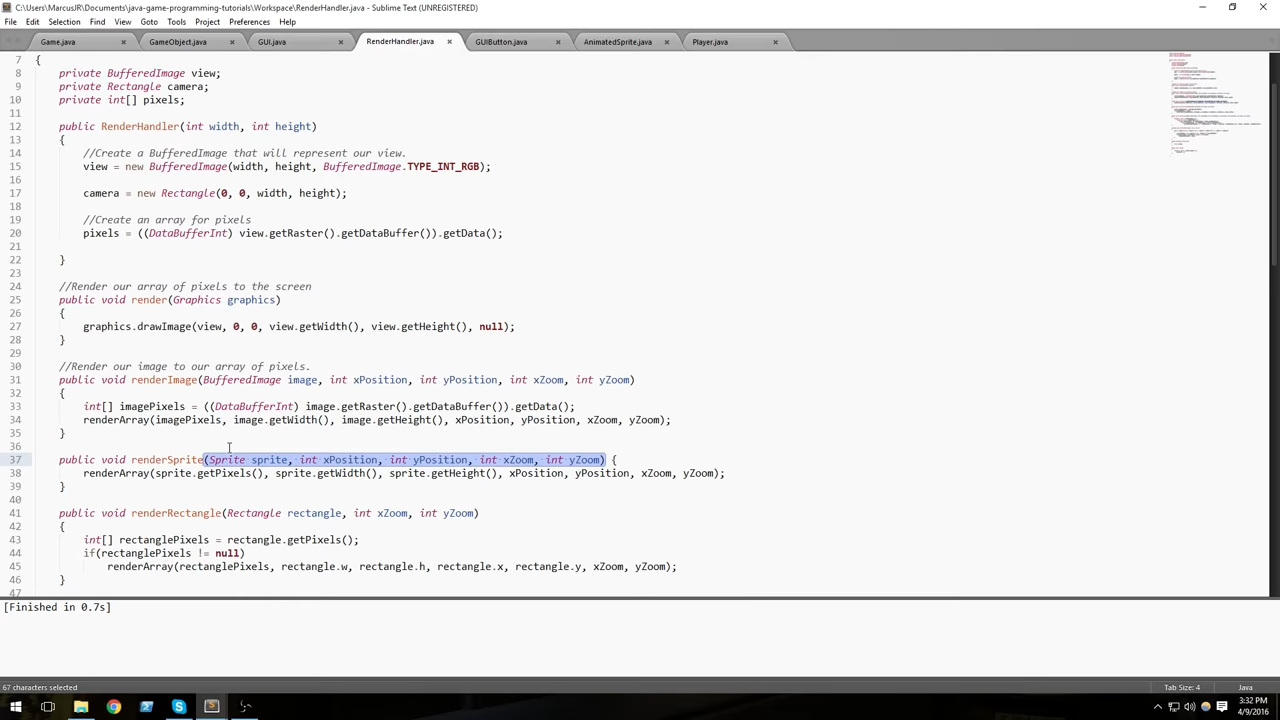 C:\Users\MarcusJR\Documents\java-game-programming-tutorials\Workspace\RenderHandler.java - Sublime Text (UNREGISTERED)
File Edit Selection Find View Goto Tools Project Preferences Help
Game.java GameObject.java GUI.java RenderHandler.java GUIButton.java AnimatedSprite.java Player.java
7 {
8 private BufferedImage view;
9 private Rectangle camera;
10 private int[] pixels;
11
12 public RenderHandler(int width, int height)
13 {
14 //Create a BufferedImage that will represent our view.
15 view = new BufferedImage(width, height, BufferedImage.TYPE_INT_RGB);
16
17 camera = new Rectangle(0, 0, width, height);
18
19 //Create an array for pixels
20 pixels = ((DataBufferInt) view.getRaster().getDataBuffer()).getData();
21
22 }
23
24 //Render our array of pixels to the screen
25 public void render(Graphics graphics)
26 {
27 graphics.drawImage(view, 0, 0, view.getWidth(), view.getHeight(), null);
28 }
29
30 //Render our image to our array of pixels.
31 public void renderImage(BufferedImage image, int xPosition, int yPosition, int xZoom, int yZoom)
32 {
33 int[] imagePixels = ((DataBufferInt) image.getRaster().getDataBuffer()).getData();
34 renderArray(imagePixels, image.getWidth(), image.getHeight(), xPosition, yPosition, xZoom, yZoom);
35 }
36
37 public void renderSprite(Sprite sprite, int xPosition, int yPosition, int xZoom, int yZoom) {
38 renderArray(sprite.getPixels(), sprite.getWidth(), sprite.getHeight(), xPosition, yPosition, xZoom, yZoom);
39 }
40
41 public void renderRectangle(Rectangle rectangle, int xZoom, int yZoom)
42 {
43 int[] rectanglePixels = rectangle.getPixels();
44 if(rectanglePixels != null)
45 renderArray(rectanglePixels, rectangle.w, rectangle.h, rectangle.x, rectangle.y, xZoom, yZoom);
46 }
47
[Finished in 0.7s]
67 characters selected Tab Size: 4 Java
3:32 PM
4/9/2016